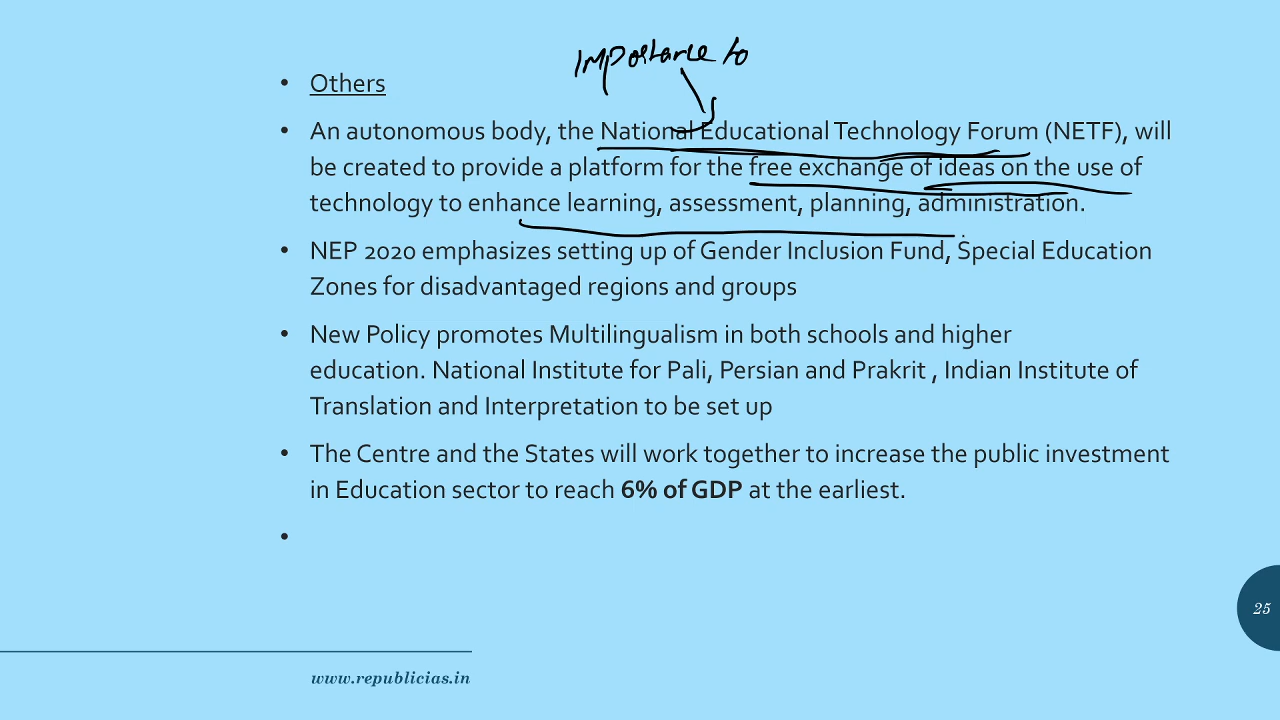 Importance to
• Others
• An autonomous body, the National Educational Technology Forum (NETF), will
be created to provide a platform for the free exchange of ideas on the use of
technology to enhance learning, assessment, planning, administration.
• NEP 2020 emphasizes setting up of Gender Inclusion Fund, Special Education
Zones for disadvantaged regions and groups
• New Policy promotes Multilingualism in both schools and higher
education. National Institute for Pali, Persian and Prakrit , Indian Institute of
Translation and Interpretation to be set up
• The Centre and the States will work together to increase the public investment
in Education sector to reach 6% of GDP at the earliest.
•
25
www.republicias.in